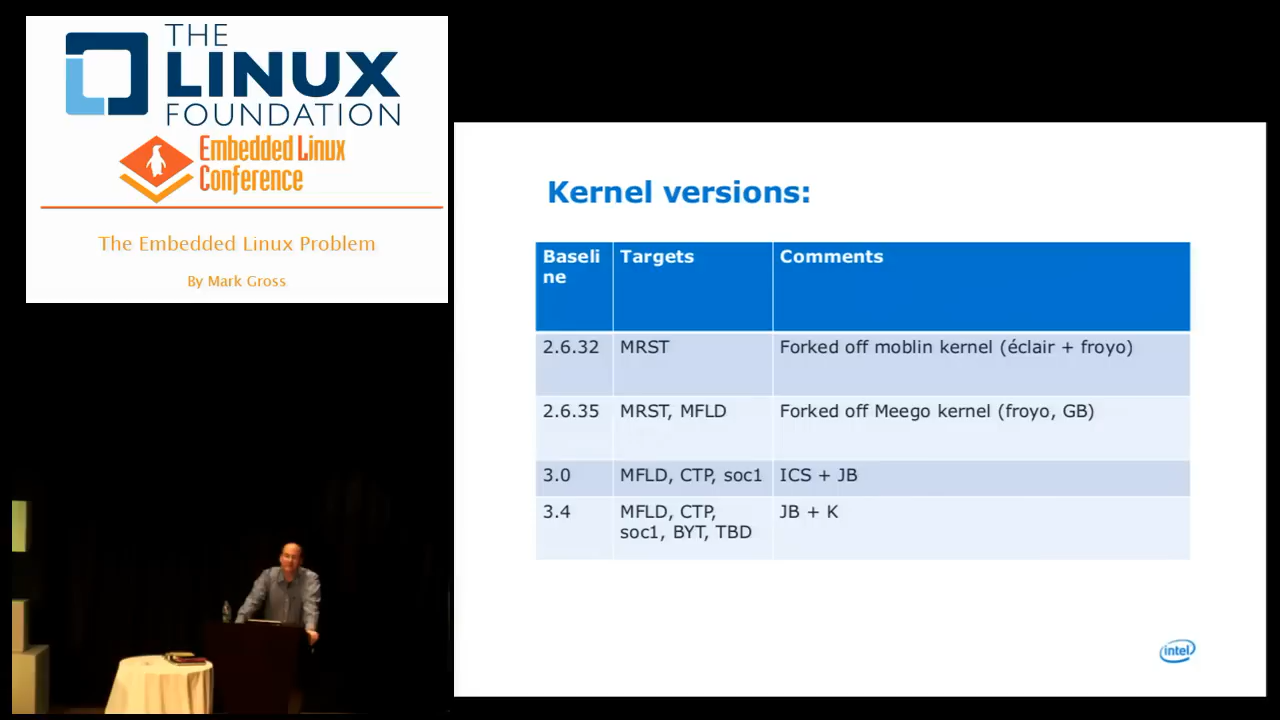 THE
LINUX
FOUNDATION
Embedded Linux
Conference
The Embedded Linux Problem
By Mark Gross
Kernel versions:
Baseli
ne
Targets
Comments
2.6.32
MRST
Forked off moblin kernel (éclair + froyo)
2.6.35
MRST, MFLD
Forked off Meego kernel (froyo, GB)
3.0
MFLD, CTP, soc1
ICS + JB
3.4
MFLD, CTP,
soc1, BYT, TBD
JB + K
intel